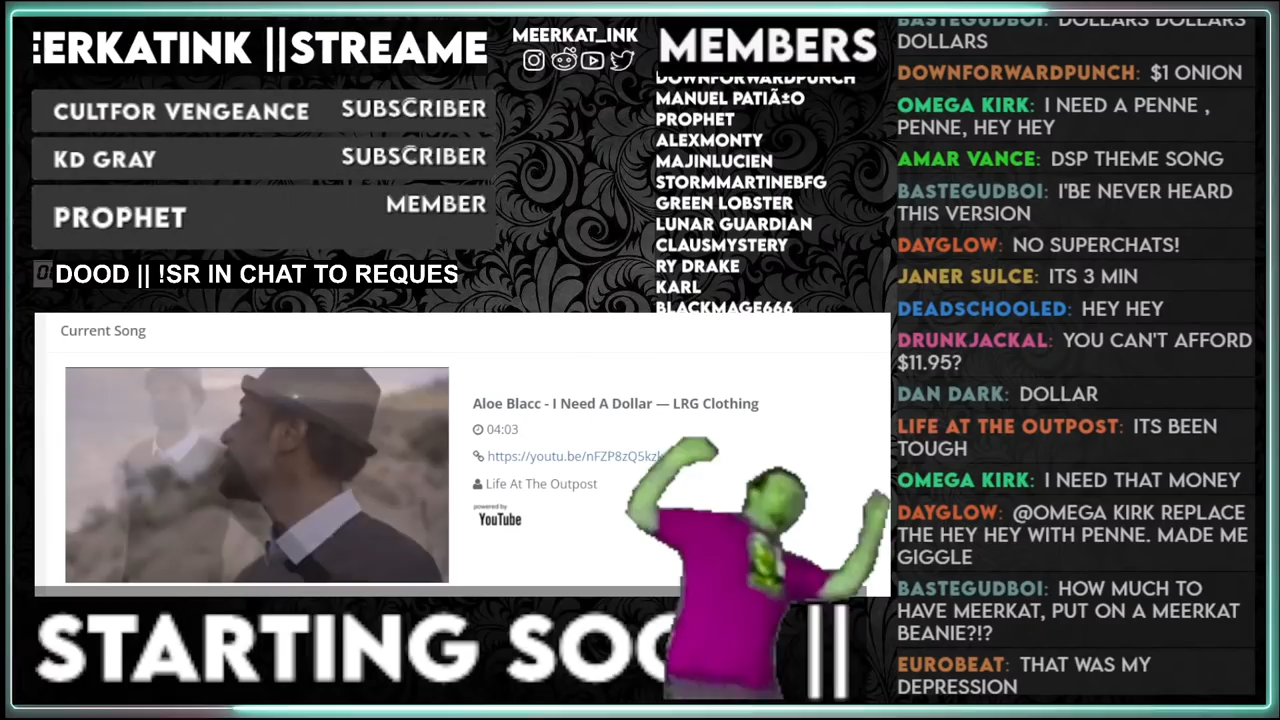 :ERKATINK ||STREAME
CULTFOR VENGEANCE SUBSCRIBER
KD GRAY SUBSCRIBER
PROPHET MEMBER
DOOD || !SR IN CHAT TO REQUES
MEERKAT_INK
MEMBERS
DOWNFORWARDPUNCH
MANUEL PATIÃ±O
PROPHET
ALEXMONTY
MAJINLUCIEN
STORMMARTINEBFG
GREEN LOBSTER
LUNAR GUARDIAN
CLAUSMYSTERY
RY DRAKE
KARL
BLACKMAGE666
Current Song
Aloe Blacc - I Need A Dollar — LRG Clothing
04:03
https://youtu.be/nFZP8zQ5kz
Life At The Outpost
powered by
YouTube
STARTING SOO ||
BASTEGUDBOI: DOLLARS DOLLARS
DOLLARS
DOWNFORWARDPUNCH: $1 ONION
OMEGA KIRK: I NEED A PENNE ,
PENNE, HEY HEY
AMAR VANCE: DSP THEME SONG
BASTEGUDBOI: I'BE NEVER HEARD
THIS VERSION
DAYGLOW: NO SUPERCHATS!
JANER SULCE: ITS 3 MIN
DEADSCHOOLED: HEY HEY
DRUNKJACKAL: YOU CAN'T AFFORD
$11.95?
DAN DARK: DOLLAR
LIFE AT THE OUTPOST: ITS BEEN
TOUGH
OMEGA KIRK: I NEED THAT MONEY
DAYGLOW: @OMEGA KIRK REPLACE
THE HEY HEY WITH PENNE. MADE ME
GIGGLE
BASTEGUDBOI: HOW MUCH TO
HAVE MEERKAT, PUT ON A MEERKAT
BEANIE?!?
EUROBEAT: THAT WAS MY
DEPRESSION